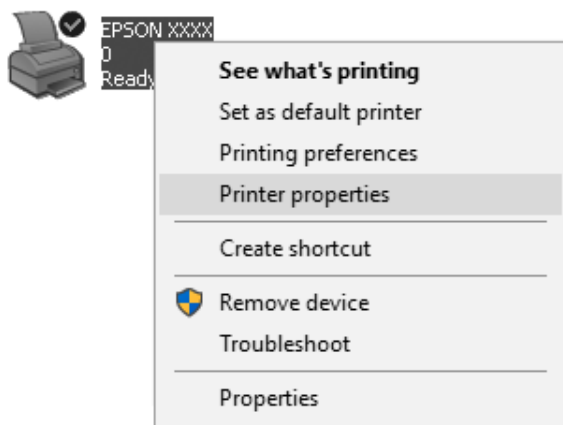 EPSON XXXX
0
Ready
See what's printing
Set as default printer
Printing preferences
Printer properties
Create shortcut
Remove device
Troubleshoot
Properties